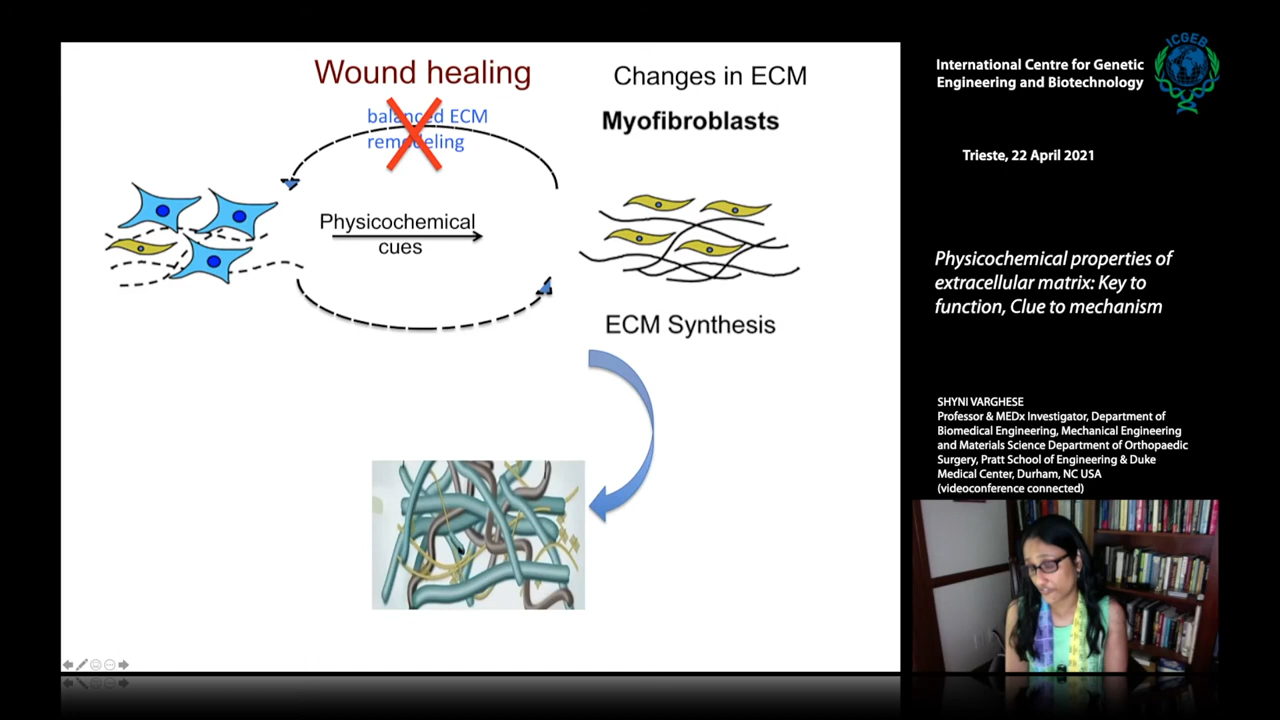 Wound healing
balanced ECM
remodeling
Changes in ECM
Myofibroblasts
Physicochemical
cues
ECM Synthesis
ICGEB
International Centre for Genetic
Engineering and Biotechnology
Trieste, 22 April 2021
Physicochemical properties of
extracellular matrix: Key to
function, Clue to mechanism
SHYNI VARGHESE
Professor & MEDx Investigator, Department of
Biomedical Engineering, Mechanical Engineering
and Materials Science Department of Orthopaedic
Surgery, Pratt School of Engineering & Duke
Medical Center, Durham, NC USA
(videoconference connected)